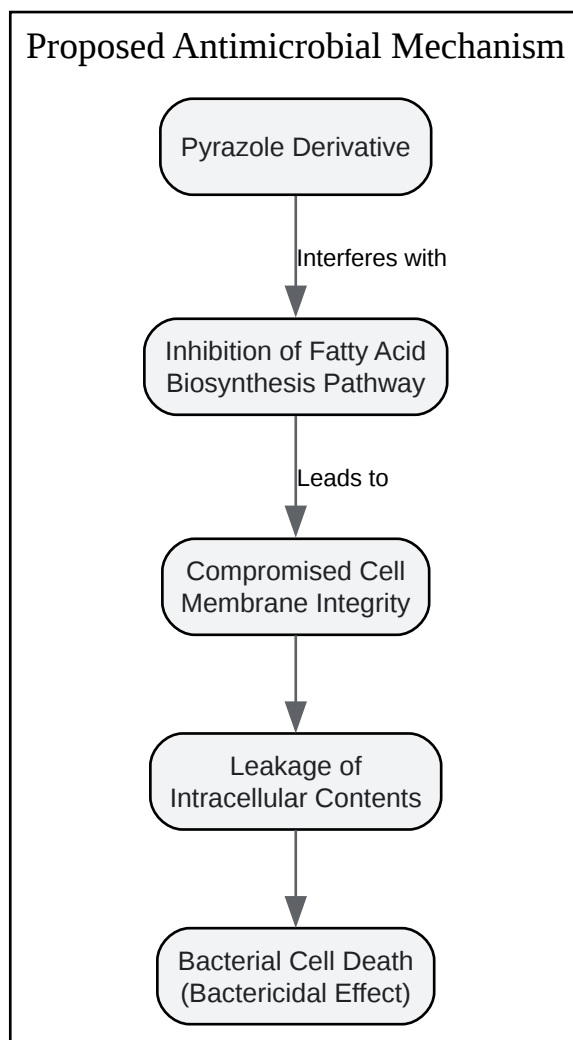 Proposed Antimicrobial Mechanism
Pyrazole Derivative
Interferes with
Inhibition of Fatty Acid
Biosynthesis Pathway
Leads to
Compromised Cell
Membrane Integrity
Leakage of
Intracellular Contents
Bacterial Cell Death
(Bactericidal Effect)